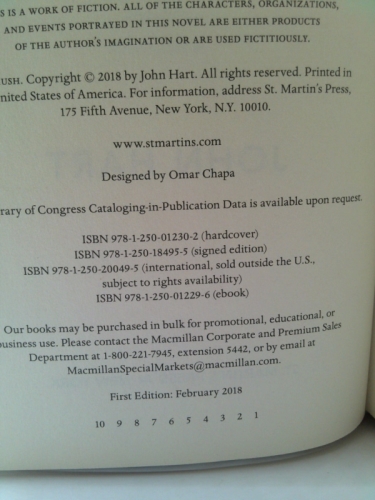 S IS A WORK OF FICTION. ALL OF THE CHARACTERS, ORGANIZATIONS,
AND EVENTS PORTRAYED IN THIS NOVEL ARE EITHER PRODUCTS
OF THE AUTHOR'S IMAGINATION OR ARE USED FICTITIOUSLY.
USH. Copyright © 2018 by John Hart. All rights reserved. Printed in
nited States of America. For information, address St. Martin's Press,
175 Fifth Avenue, New York, N.Y. 10010.
www.stmartins.com
Designed by Omar Chapa
rary of Congress Cataloging-in-Publication Data is available upon request.
ISBN 978-1-250-01230-2 (hardcover)
ISBN 978-1-250-18495-5 (signed edition)
ISBN 978-1-250-20049-5 (international, sold outside the U.S.,
subject to rights availability)
ISBN 978-1-250-01229-6 (ebook)
Our books may be purchased in bulk for promotional, educational, or
usiness use. Please contact the Macmillan Corporate and Premium Sales
Department at 1-800-221-7945, extension 5442, or by email at
MacmillanSpecialMarkets@macmillan.com.
First Edition: February 2018
10 9 8 7 6 5 4 3 2 1